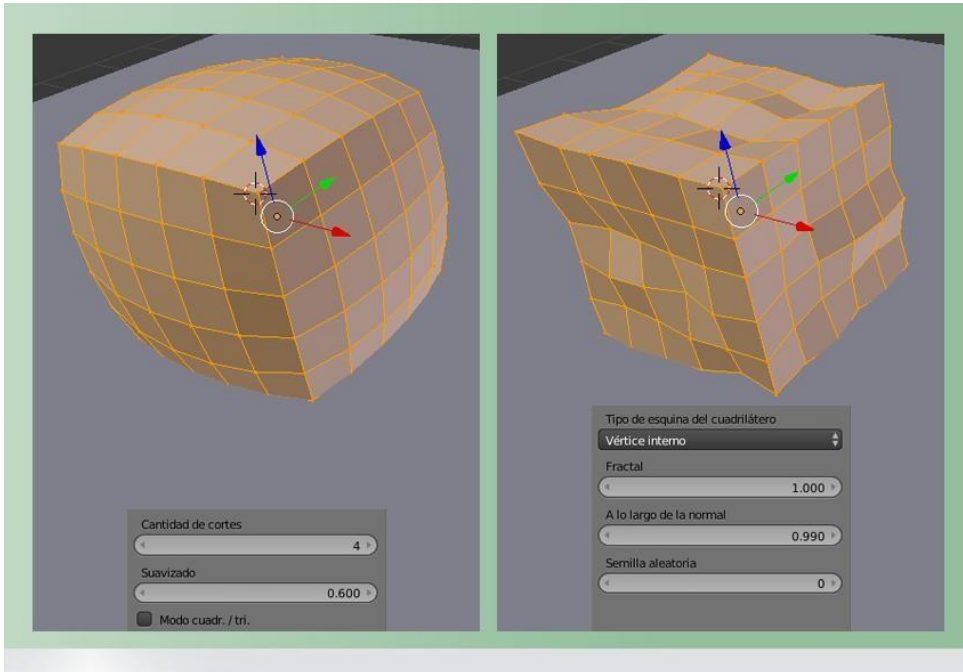 Cantidad de cortes
4
Suavizado
0.600
Modo cuadr. / tri.
Tipo de esquina del cuadrilátero
Vértice interno
Fractal
1.000
A lo largo de la normal
0.990
Semilla aleatoria
0